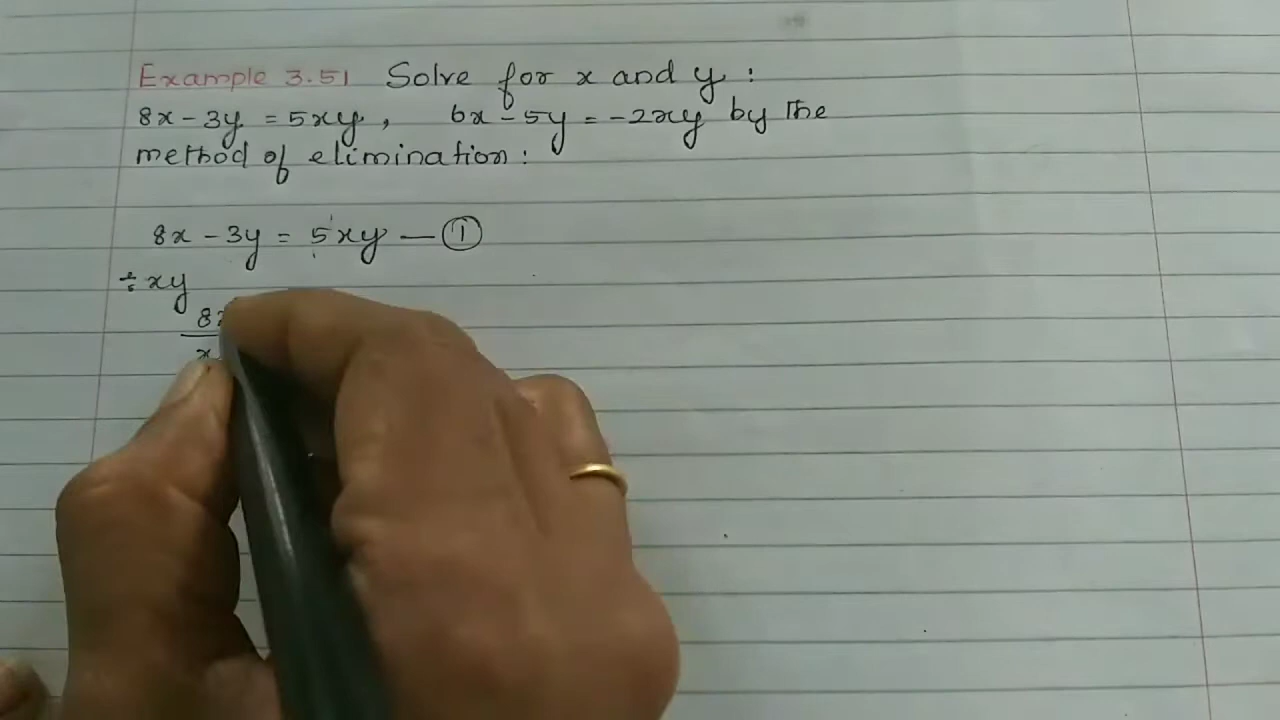 Example 3.51 Solve for x and y :
8x - 3y = 5xy, 6x - 5y = -2xy by the
method of elimination:
8x - 3y = 5xy — ①
÷ xy
8
x